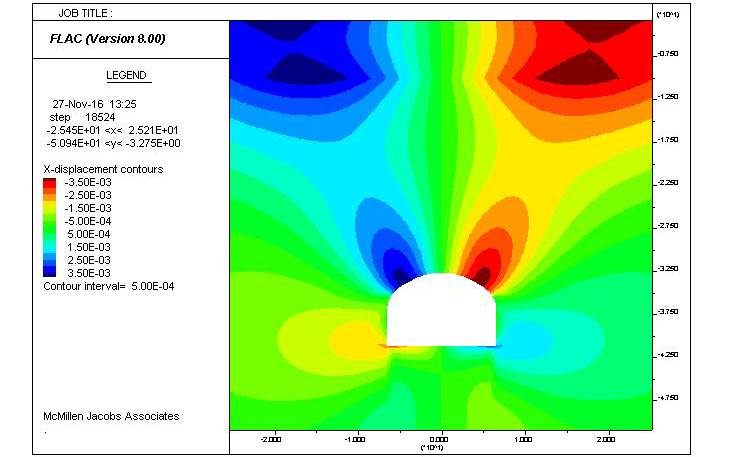 JOB TITLE :
FLAC (Version 8.00)
LEGEND
27-Nov-16 13:25
step 18524
-2.545E+01 <x< 2.521E+01
-5.094E+01 <y< -3.275E+00
X-displacement contours
-3.50E-03
-2.50E-03
-1.50E-03
-5.00E-04
5.00E-04
1.50E-03
2.50E-03
3.50E-03
Contour interval= 5.00E-04
McMillen Jacobs Associates
(*10^1)
-0.750
-1.250
-1.750
-2.250
-2.750
-3.250
-3.750
-4.250
-4.750
-2.000
-1.000
0.000
1.000
2.000
(*10^1)